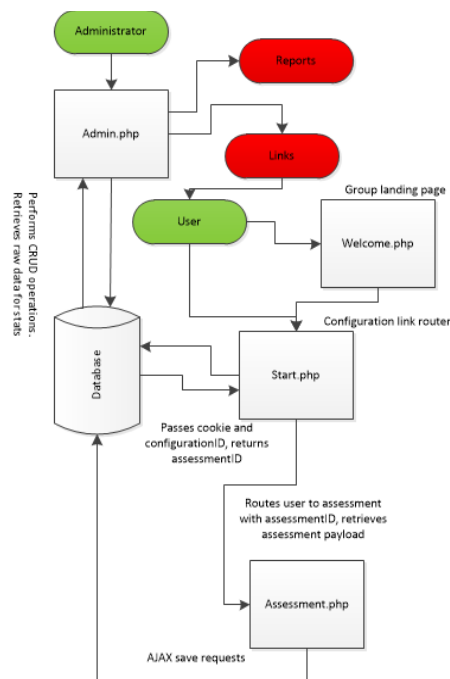 Administrator
Reports
Admin.php
Links
Group landing page
User
Welcome.php
Performs CRUD operations.
Retrieves raw data for stats
Configuration link router
Database
Start.php
Passes cookie and
configurationID, returns
assessmentID
Routes user to assessment
with assessmentID, retrieves
assessment payload
Assessment.php
AJAX save requests